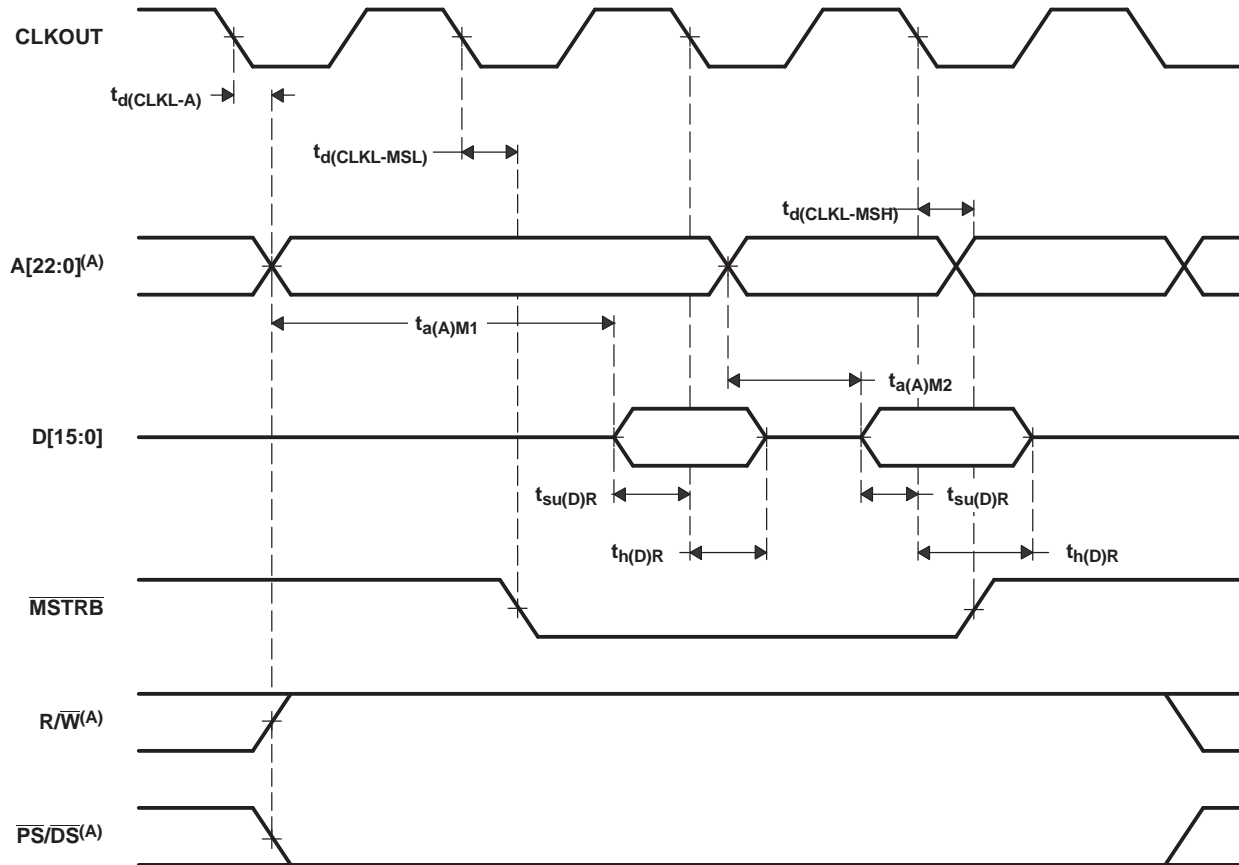 CLKOUT
td(CLKL-A)
td(CLKL-MSL)
td(CLKL-MSH)
A[22:0](A)
ta(A)M1
ta(A)M2
D[15:0]
tsu(D)R
tsu(D)R
th(D)R
th(D)R
MSTRB
R/W(A)
PS/DS(A)